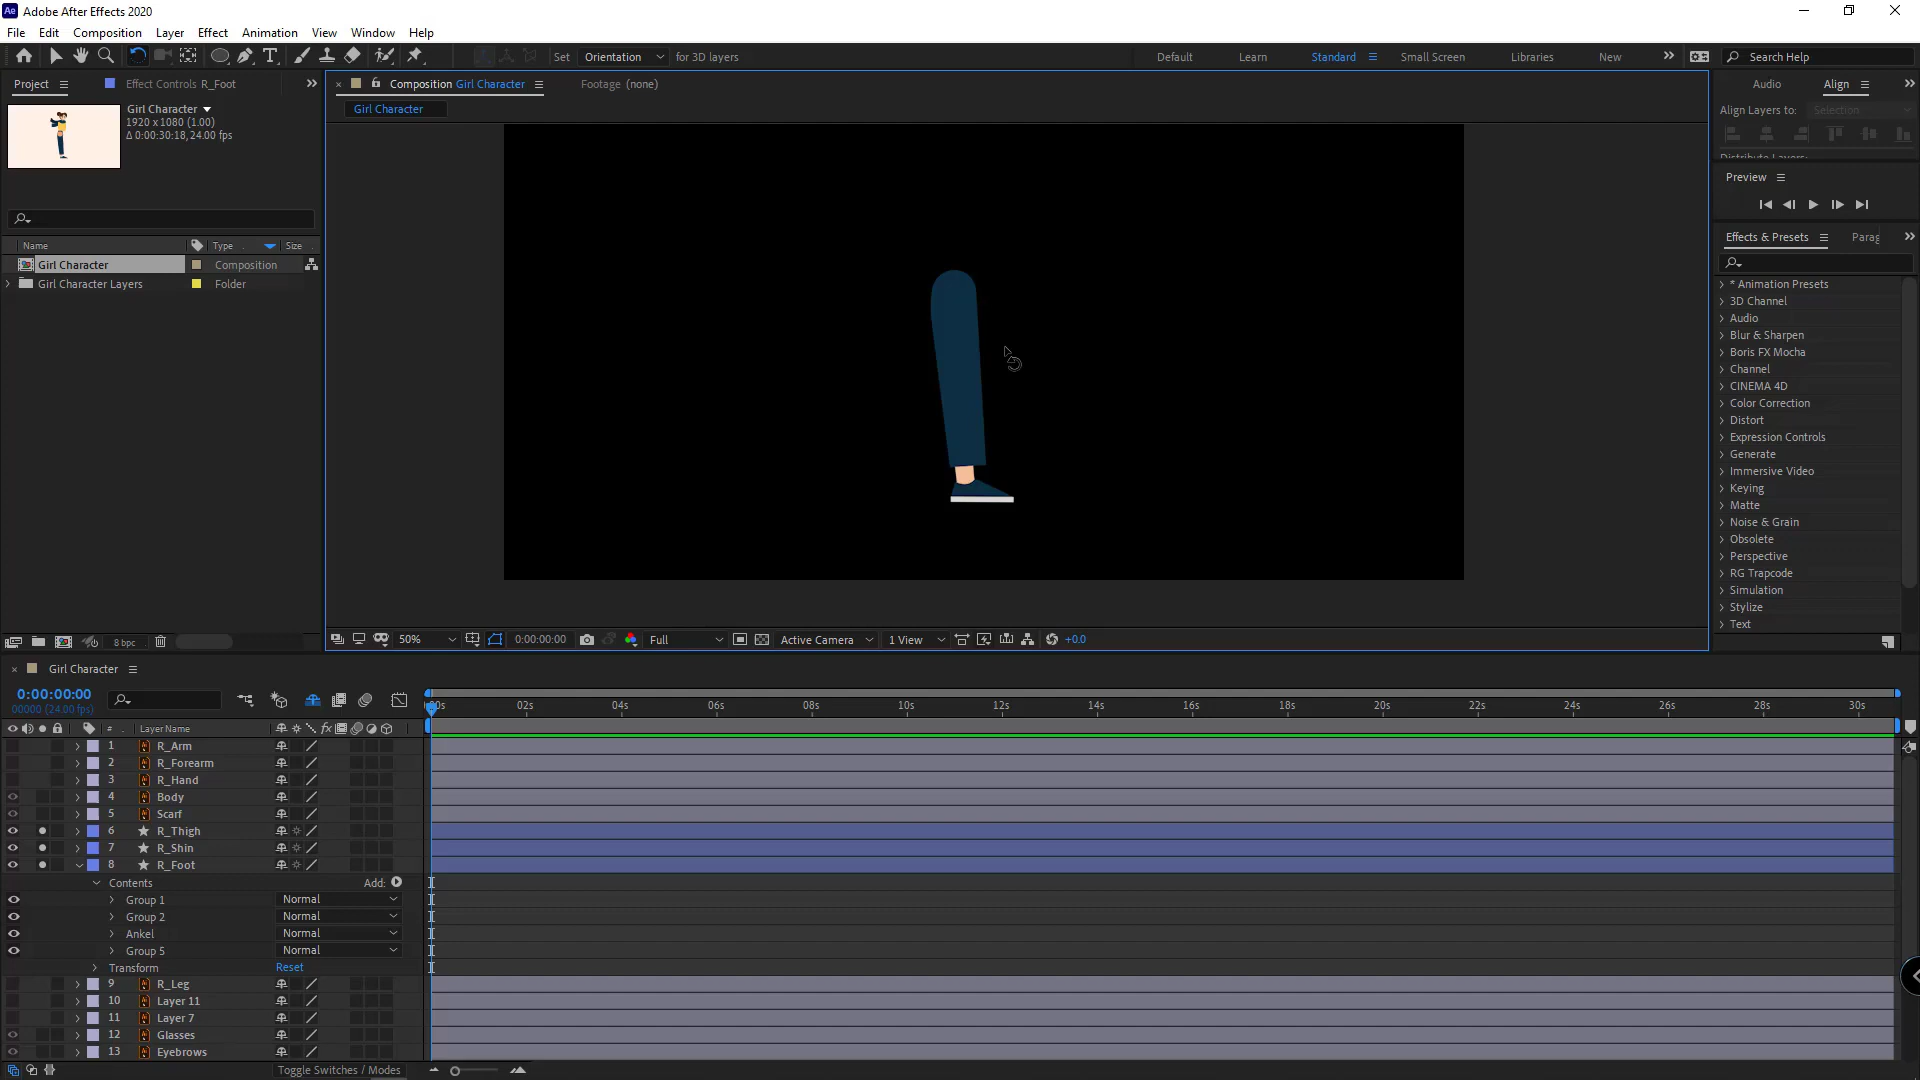 Adobe After Effects 2020
File Edit Composition Layer Effect Animation View Window Help
Set Orientation for 3D layers Default Learn Standard Small Screen Libraries New Search Help
Project Effect Controls R_Foot
Composition Girl Character Footage (none)
Audio Align
Girl Character
1920 x 1080 (1.00)
Δ 0:00:30:18, 24.00 fps
Girl Character
Align Layers to: Selection
Distribute Layers:
Preview
Effects & Presets Parag
Name Type Size
Girl Character Composition
Girl Character Layers Folder
* Animation Presets
3D Channel
Audio
Blur & Sharpen
Boris FX Mocha
Channel
CINEMA 4D
Color Correction
Distort
Expression Controls
Generate
Immersive Video
Keying
Matte
Noise & Grain
Obsolete
Perspective
RG Trapcode
Simulation
Stylize
Text
8 bpc
50% 0:00:00:00 Full Active Camera 1 View +0.0
Girl Character
0:00:00:00
00000 (24.00 fps)
:00s 02s 04s 06s 08s 10s 12s 14s 16s 18s 20s 22s 24s 26s 28s 30s
# Layer Name
1 R_Arm
2 R_Forearm
3 R_Hand
4 Body
5 Scarf
6 R_Thigh
7 R_Shin
8 R_Foot
Contents Add:
Group 1 Normal
Group 2 Normal
Ankel Normal
Group 5 Normal
Transform Reset
9 R_Leg
10 Layer 11
11 Layer 7
12 Glasses
13 Eyebrows
Toggle Switches / Modes